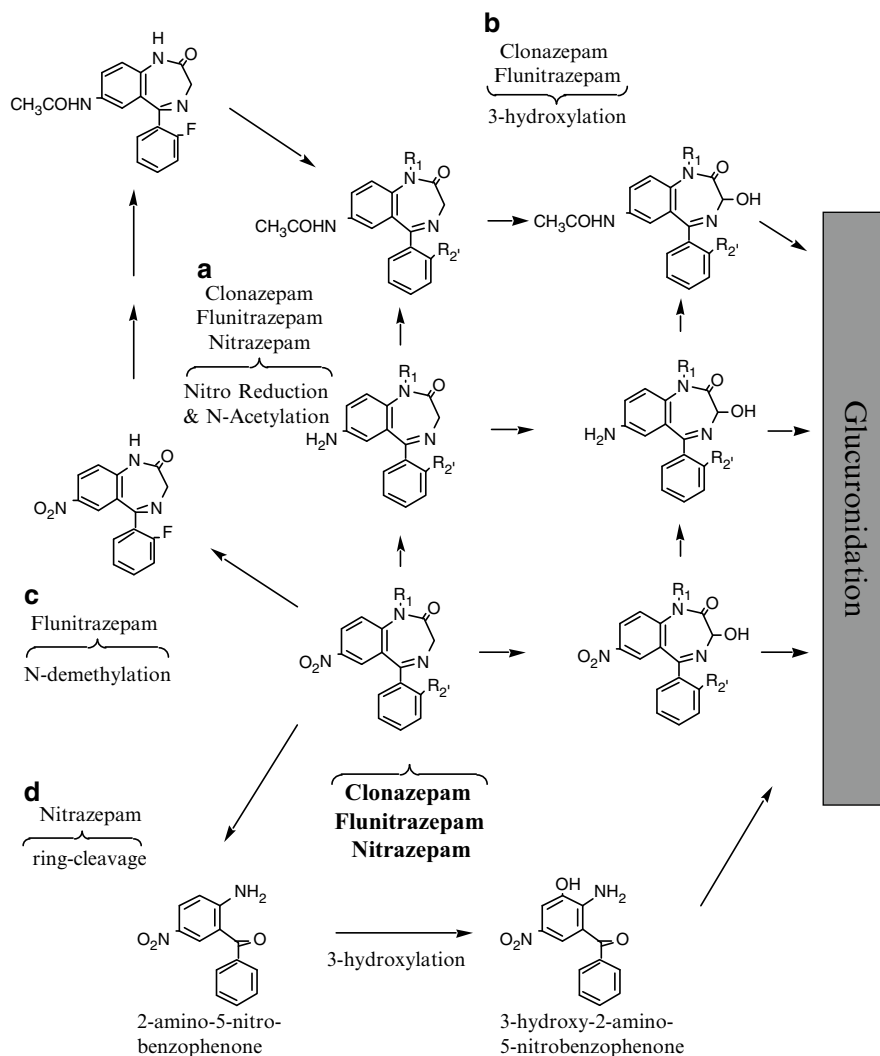 b
Clonazepam
Flunitrazepam
3-hydroxylation
H
N
O
N
F
CH₃COHN
R₁
N
O
N
R₂'
CH₃COHN
R₁
N
O
OH
N
R₂'
CH₃COHN
a
Clonazepam
Flunitrazepam
Nitrazepam
Nitro Reduction
& N-Acetylation
R₁
N
O
N
R₂'
H₂N
R₁
N
O
OH
N
R₂'
H₂N
Glucuronidation
H
N
O
N
F
O₂N
c
Flunitrazepam
N-demethylation
R₁
N
O
N
R₂'
O₂N
R₁
N
O
OH
N
R₂'
O₂N
Clonazepam
Flunitrazepam
Nitrazepam
d
Nitrazepam
ring-cleavage
NH₂
O₂N
O
2-amino-5-nitro-
benzophenone
3-hydroxylation
OH
NH₂
O₂N
O
3-hydroxy-2-amino-
5-nitrobenzophenone